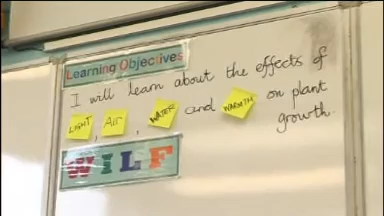 Learning Objectives
I will learn about the effects of
LIGHT, AIR, WATER and WARMTH on plant
growth.
WILF